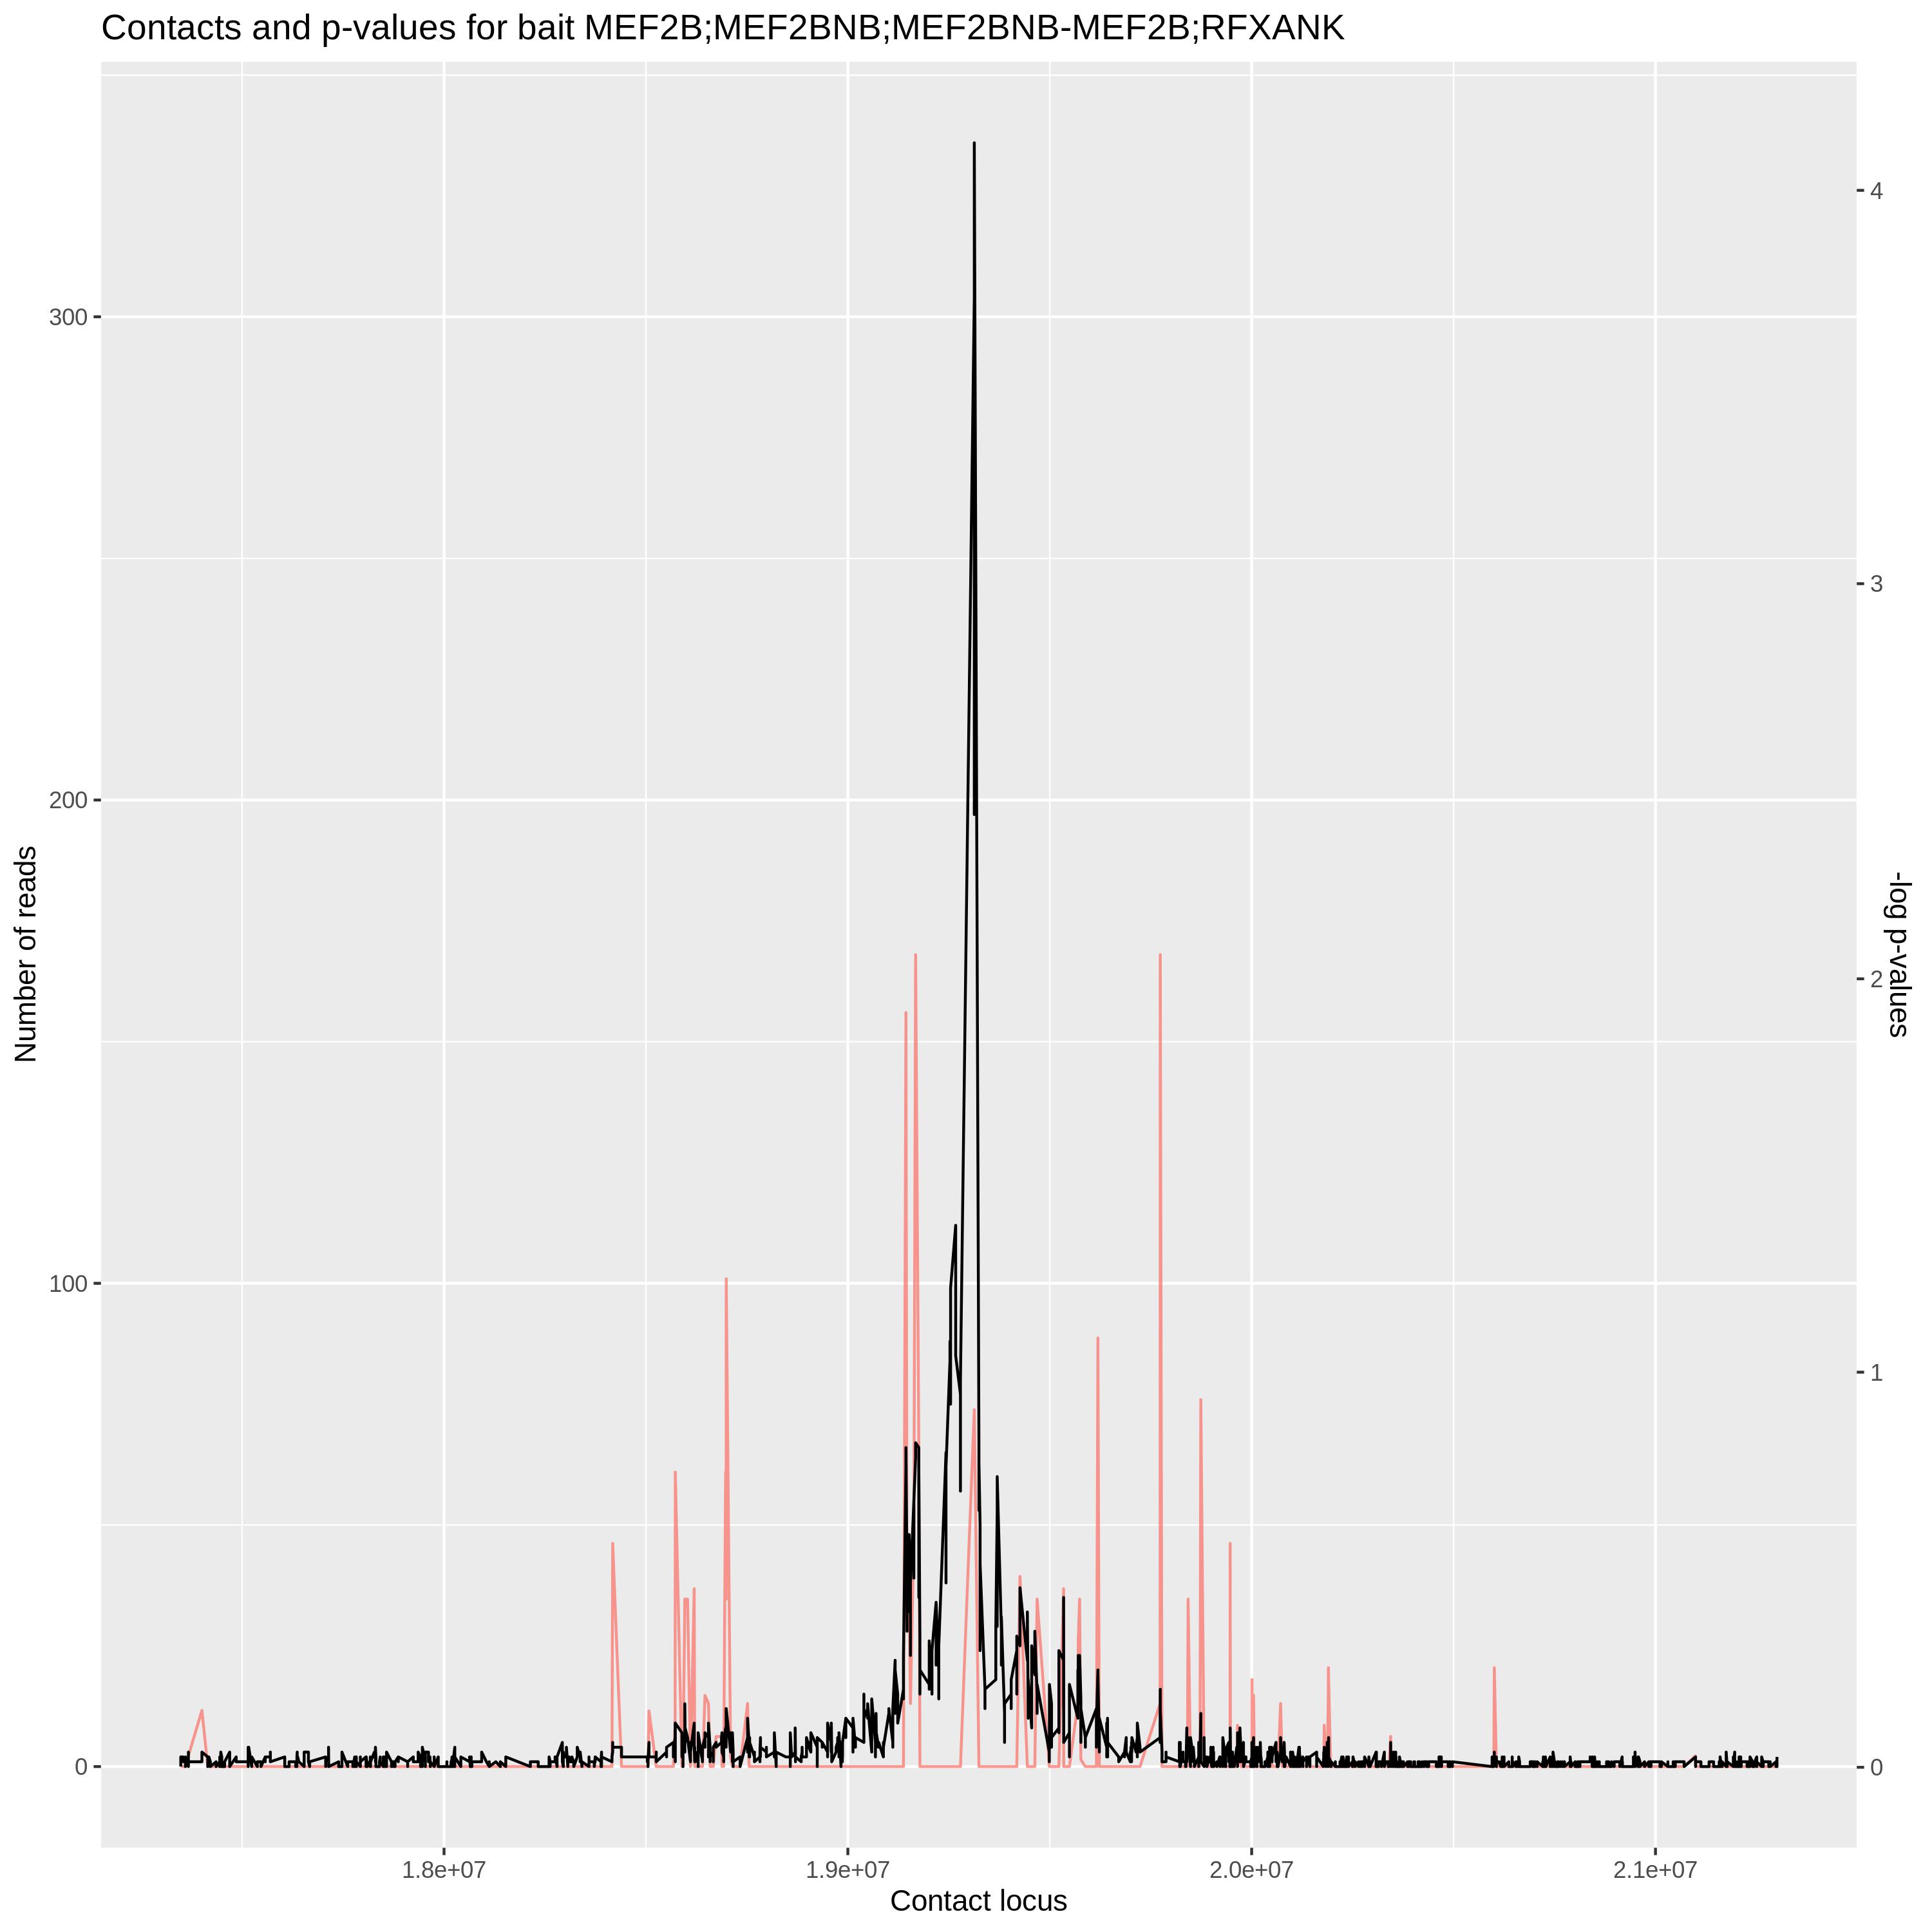 Contacts and p-values for bait MEF2B;MEF2BNB;MEF2BNB-MEF2B;RFXANK
Number of reads
300
200
100
0
4
3
2
1
0
-log p-values
1.8e+07
1.9e+07
2.0e+07
2.1e+07
Contact locus